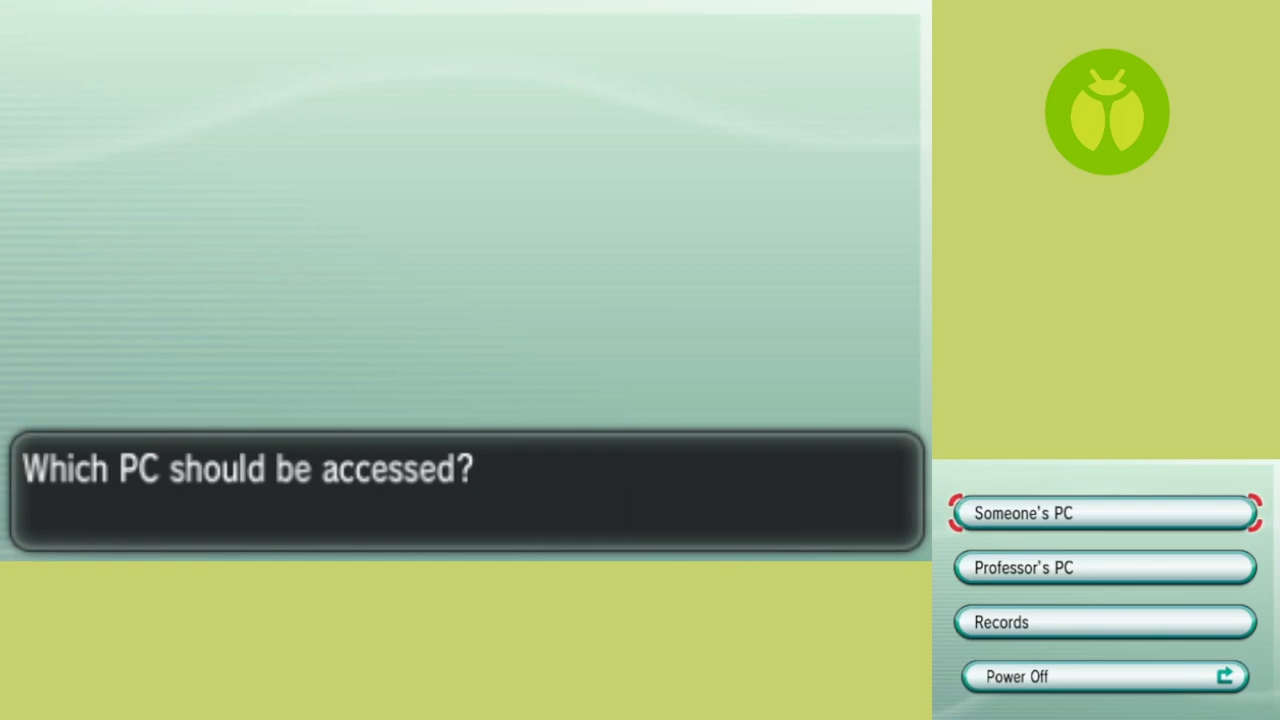 Which PC should be accessed?
Someone's PC
Professor's PC
Records
Power Off